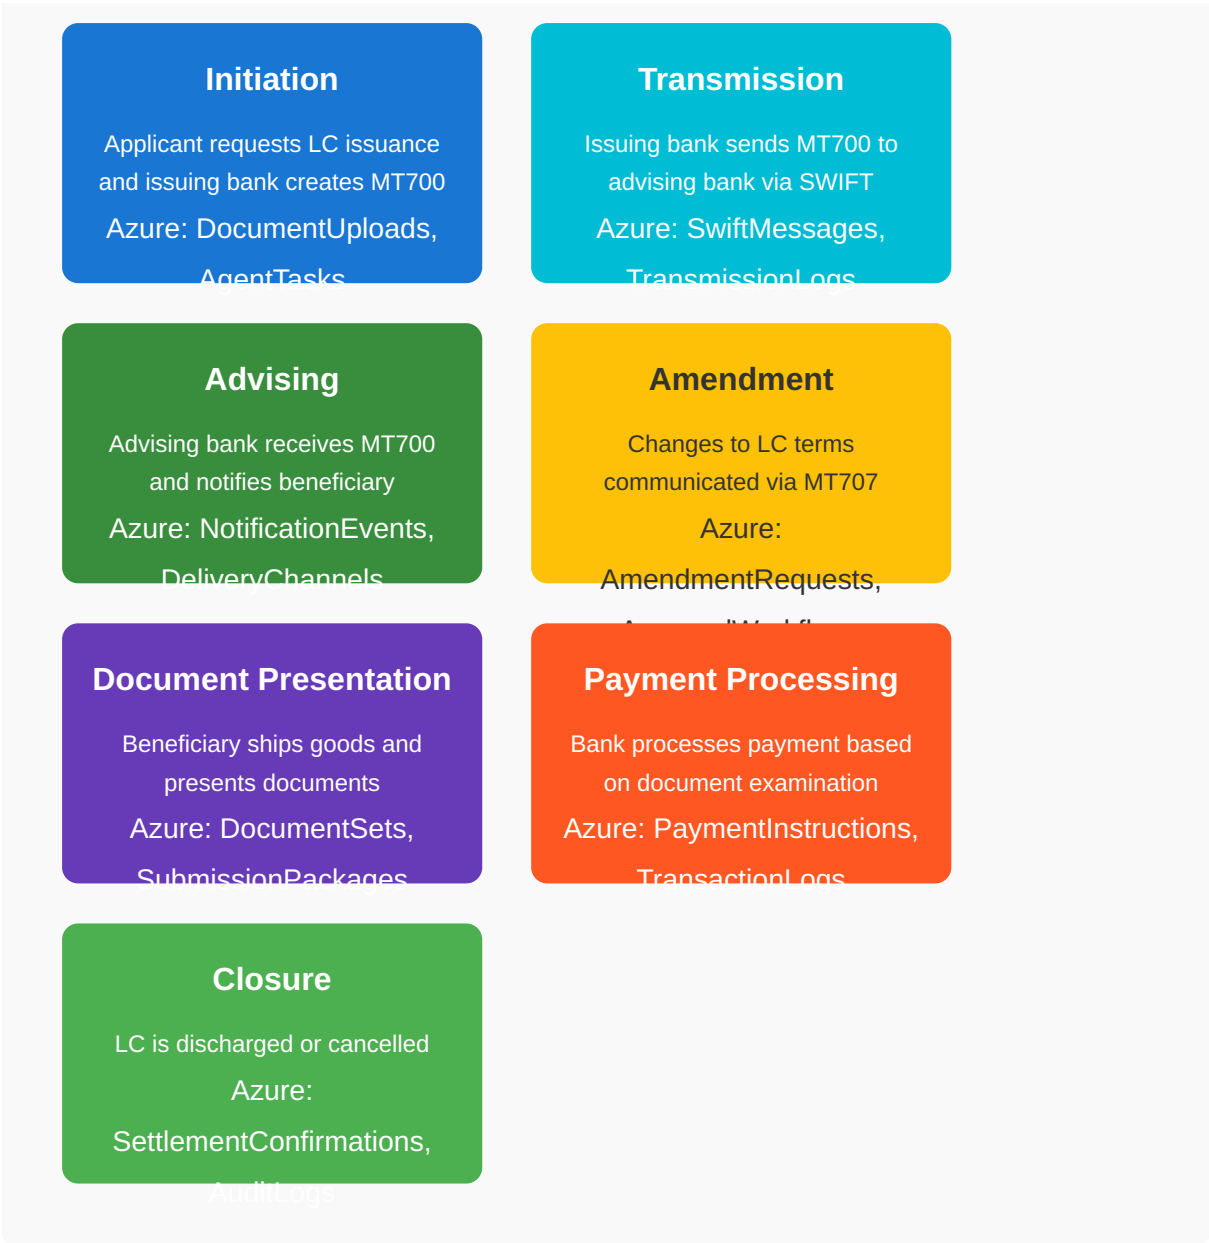 Initiation
Applicant requests LC issuance
and issuing bank creates MT700
Azure: DocumentUploads,
AgentTasks
Transmission
Issuing bank sends MT700 to
advising bank via SWIFT
Azure: SwiftMessages,
TransmissionLogs
Advising
Advising bank receives MT700
and notifies beneficiary
Azure: NotificationEvents,
DeliveryChannels
Amendment
Changes to LC terms
communicated via MT707
Azure:
AmendmentRequests,
Document Presentation
Beneficiary ships goods and
presents documents
Azure: DocumentSets,
SubmissionPackages
Payment Processing
Bank processes payment based
on document examination
Azure: PaymentInstructions,
TransactionLogs
Closure
LC is discharged or cancelled
Azure:
SettlementConfirmations,
AuditLogs